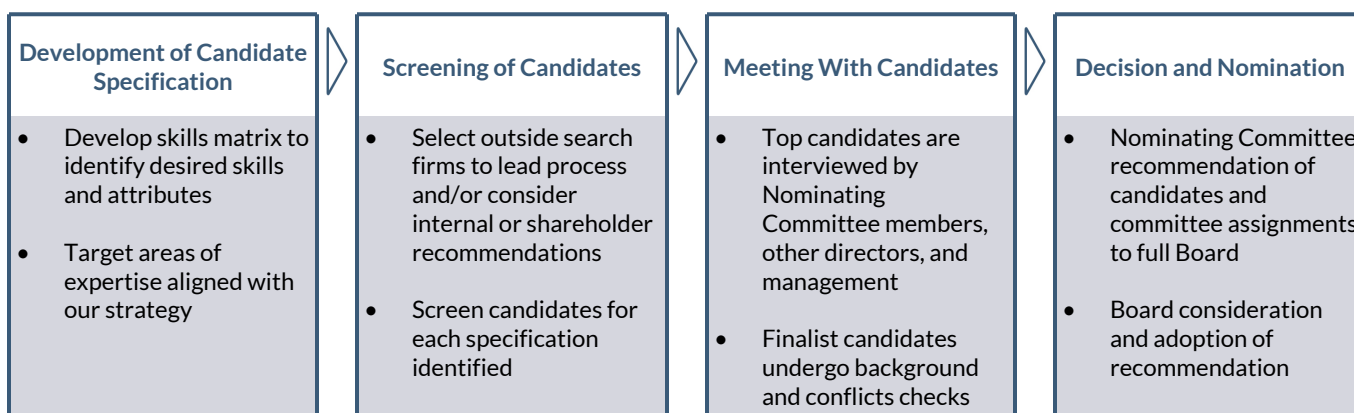 Development of Candidate
Specification
• Develop skills matrix to
identify desired skills
and attributes
• Target areas of
expertise aligned with
our strategy
Screening of Candidates
• Select outside search
firms to lead process
and/or consider
internal or shareholder
recommendations
• Screen candidates for
each specification
identified
Meeting With Candidates
• Top candidates are
interviewed by
Nominating
Committee members,
other directors, and
management
• Finalist candidates
undergo background
and conflicts checks
Decision and Nomination
• Nominating Committee
recommendation of
candidates and
committee assignments
to full Board
• Board consideration
and adoption of
recommendation